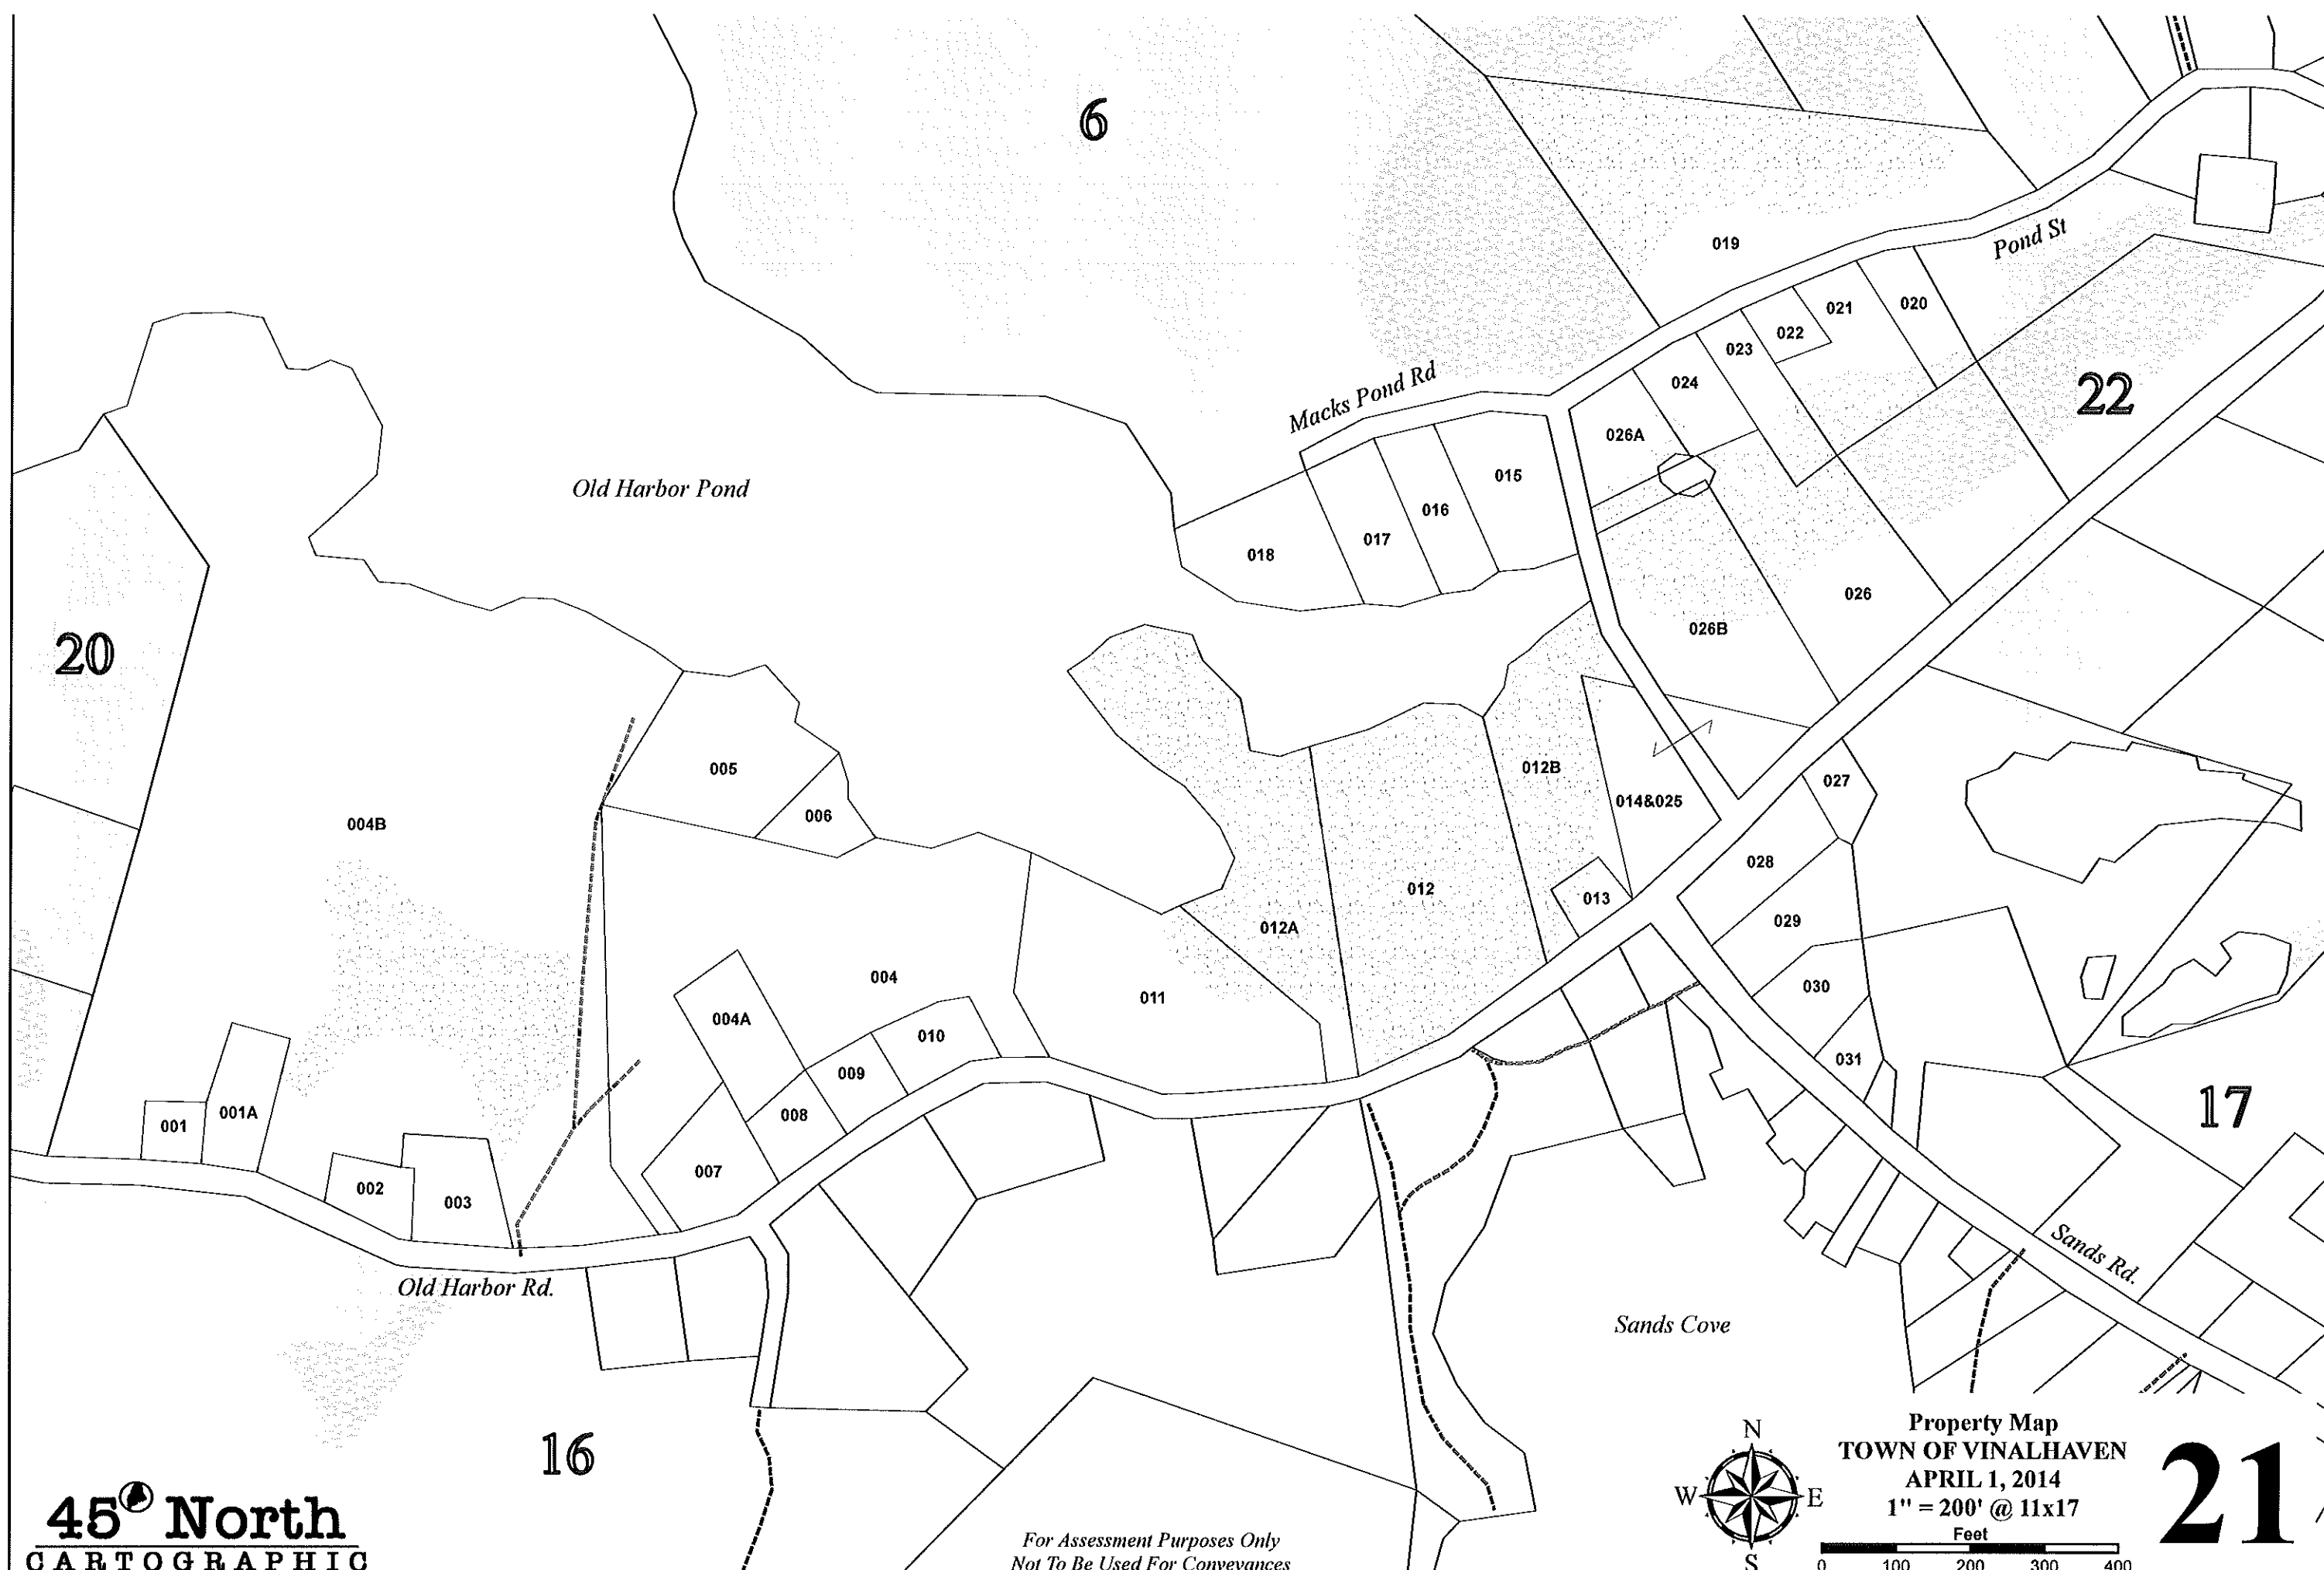 6
019
Pond St
020
021
022
023
024
22
Macks Pond Rd
026A
015
016
017
018
Old Harbor Pond
026
026B
20
005
006
004B
012B
014&025
027
028
013
012
029
012A
004
011
030
004A
010
009
031
008
001
001A
17
007
002
003
Old Harbor Rd.
Sands Rd.
Sands Cove
16
45 North
CARTOGRAPHIC
For Assessment Purposes Only
Not To Be Used For Conveyances
N
W E
S
Property Map
TOWN OF VINALHAVEN
APRIL 1, 2014
1" = 200' @ 11x17
Feet
0 100 200 300 400
21